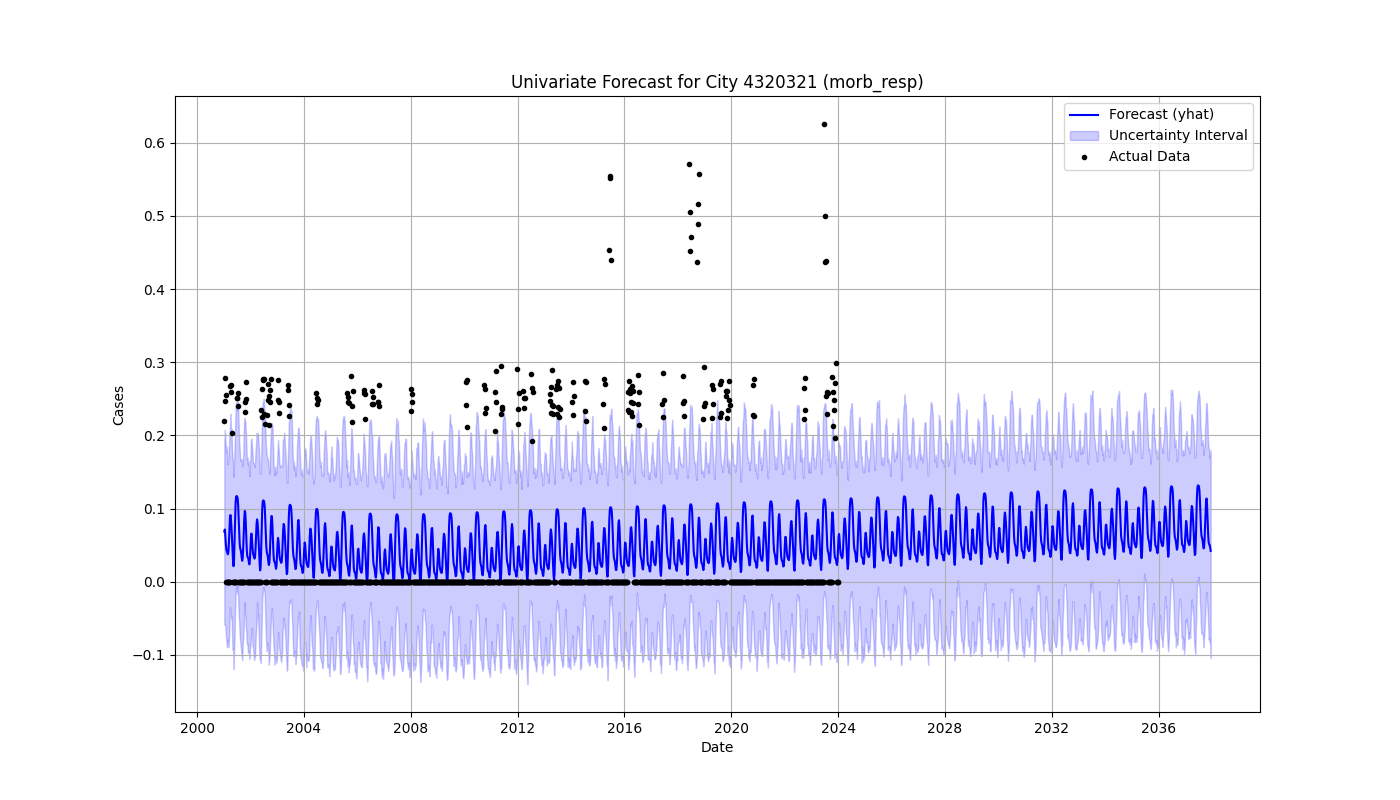 Univariate Forecast for City 4320321 (morb_resp)
Forecast (yhat)
Uncertainty Interval
Actual Data
Cases
0.6
0.5
0.4
0.3
0.2
0.1
0.0
−0.1
2000 2004 2008 2012 2016 2020 2024 2028 2032 2036
Date